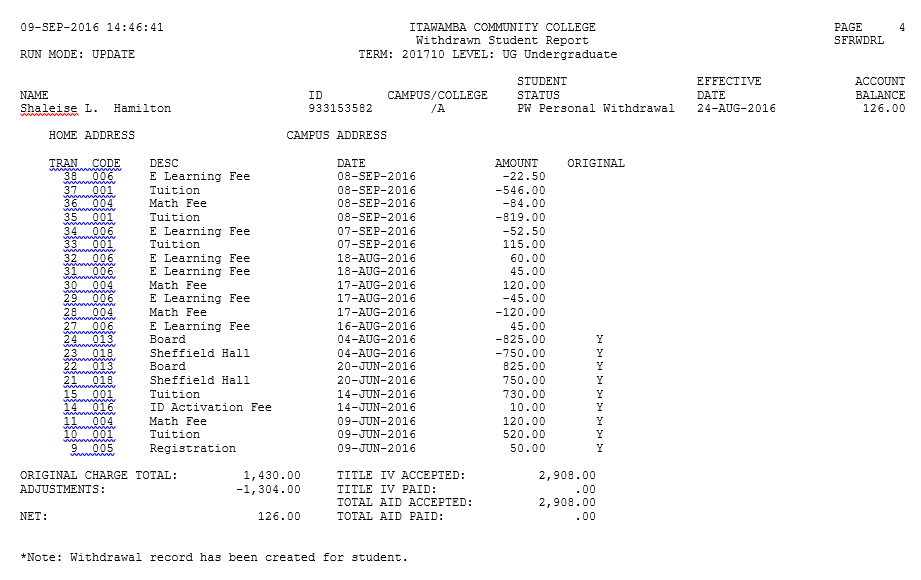 09-SEP-2016 14:46:41 ITAWAMBA COMMUNITY COLLEGE PAGE 4
Withdrawn Student Report SFRWDRL
RUN MODE: UPDATE TERM: 201710 LEVEL: UG Undergraduate
STUDENT EFFECTIVE ACCOUNT
NAME ID CAMPUS/COLLEGE STATUS DATE BALANCE
Shaleise L. Hamilton 933153582 /A PW Personal Withdrawal 24-AUG-2016 126.00
HOME ADDRESS CAMPUS ADDRESS
TRAN CODE DESC DATE AMOUNT ORIGINAL
38 006 E Learning Fee 08-SEP-2016 -22.50
37 001 Tuition 08-SEP-2016 -546.00
36 004 Math Fee 08-SEP-2016 -84.00
35 001 Tuition 08-SEP-2016 -819.00
34 006 E Learning Fee 07-SEP-2016 -52.50
33 001 Tuition 07-SEP-2016 115.00
32 006 E Learning Fee 18-AUG-2016 60.00
31 006 E Learning Fee 18-AUG-2016 45.00
30 004 Math Fee 17-AUG-2016 120.00
29 006 E Learning Fee 17-AUG-2016 -45.00
28 004 Math Fee 17-AUG-2016 -120.00
27 006 E Learning Fee 16-AUG-2016 45.00
24 013 Board 04-AUG-2016 -825.00 Y
23 018 Sheffield Hall 04-AUG-2016 -750.00 Y
22 013 Board 20-JUN-2016 825.00 Y
21 018 Sheffield Hall 20-JUN-2016 750.00 Y
15 001 Tuition 14-JUN-2016 730.00 Y
14 016 ID Activation Fee 14-JUN-2016 10.00 Y
11 004 Math Fee 09-JUN-2016 120.00 Y
10 001 Tuition 09-JUN-2016 520.00 Y
9 005 Registration 09-JUN-2016 50.00 Y
ORIGINAL CHARGE TOTAL: 1,430.00 TITLE IV ACCEPTED: 2,908.00
ADJUSTMENTS: -1,304.00 TITLE IV PAID: .00
TOTAL AID ACCEPTED: 2,908.00
NET: 126.00 TOTAL AID PAID: .00
*Note: Withdrawal record has been created for student.